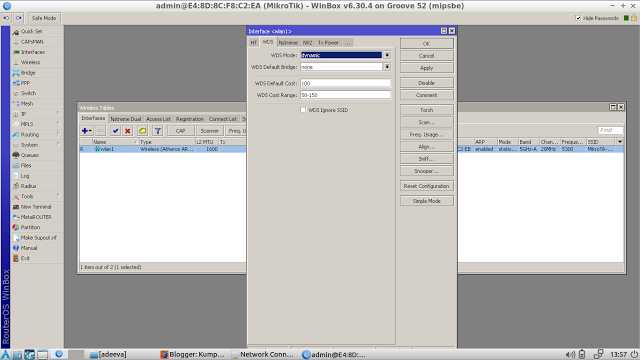 admin@E4:8D:8C:F8:C2:EA (MikroTik) - WinBox v6.30.4 on Groove 52 (mipsbe)
Safe Mode
Hide Passwords
Quick Set
CAPsMAN
Interfaces
Wireless
Bridge
PPP
Switch
Mesh
IP
MPLS
Routing
System
Queues
Files
Log
Radius
Tools
New Terminal
MetaROUTER
Partition
Make Supout.rif
Manual
Exit
RouterOS WinBox
Wireless Tables
Interfaces Nstreme Dual Access List Registration Connect List
CAP Scanner Freq. U
Find
Name Type L2 MTU Tx
wlan1 Wireless (Atheros AR... 1600
ARP Mode Band Chan... Freque... SSID
enabled 5GHz-A 20MHz MikroTik-...
1 item out of 2 (1 selected)
Interface <wlan1>
HT WDS Nstreme NV2 Tx Power ...
WDS Mode: dynamic
WDS Default Bridge: none
WDS Default Cost: 100
WDS Cost Range: 50-150
WDS Ignore SSID
OK
Cancel
Apply
Disable
Comment
Torch
Scan...
Freq. Usage...
Align...
Sniff...
Snooper...
Reset Configuration
Simple Mode
[adeeva]
Blogger: Kump...
Network Conn...
admin@E4:8D:...
13:57